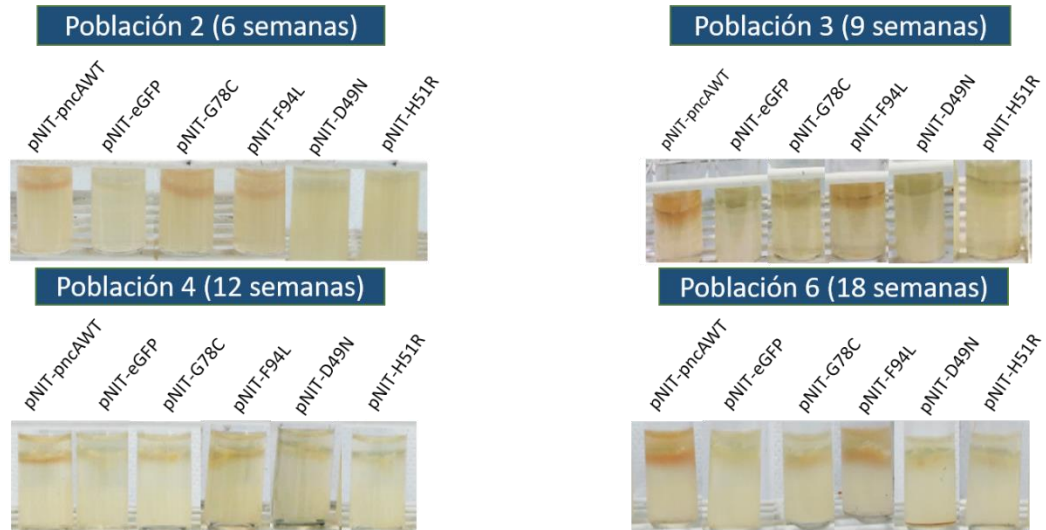 Población 2 (6 semanas)
pNIT-pncAWT
pNIT-eGFP
pNIT-G78C
pNIT-F94L
pNIT-D49N
pNIT-H51R
Población 3 (9 semanas)
pNIT-pncAWT
pNIT-eGFP
pNIT-G78C
pNIT-F94L
pNIT-D49N
pNIT-H51R
Población 4 (12 semanas)
pNIT-pncAWT
pNIT-eGFP
pNIT-G78C
pNIT-F94L
pNIT-D49N
pNIT-H51R
Población 6 (18 semanas)
pNIT-pncAWT
pNIT-eGFP
pNIT-G78C
pNIT-F94L
pNIT-D49N
pNIT-H51R